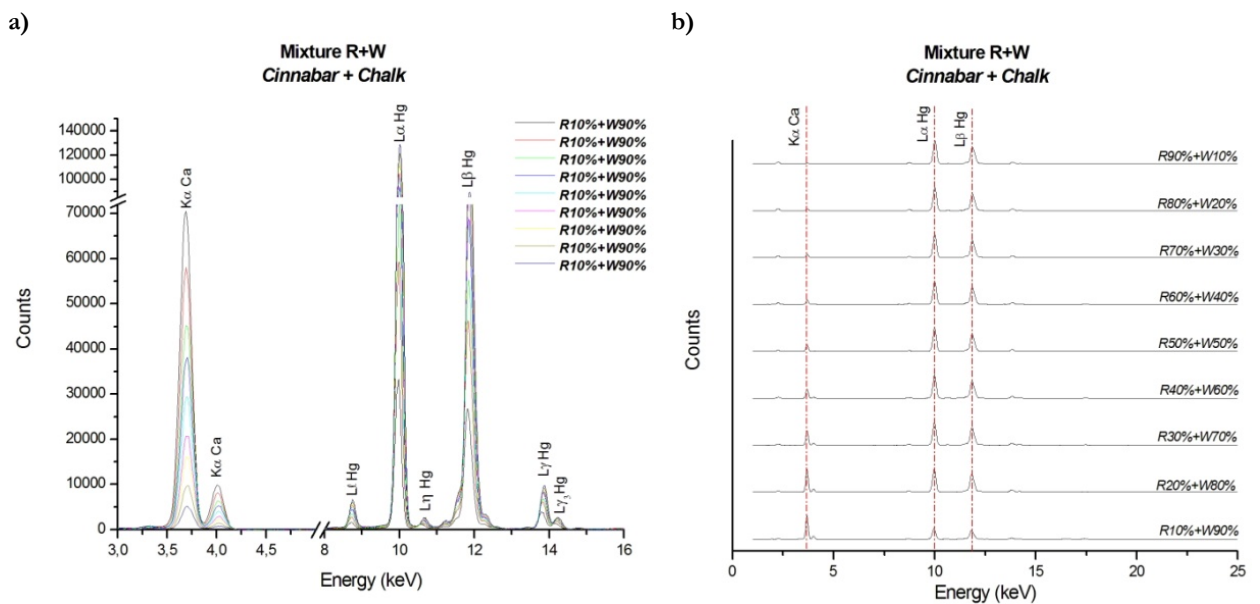 a)
Mixture R+W
Cinnabar + Chalk
140000
120000
100000
70000
60000
50000
40000
30000
20000
10000
0
Counts
Kα Ca
Kα Ca
Lℓ Hg
Lα Hg
Lη Hg
Lβ Hg
Lγ Hg
Lγ3 Hg
R10%+W90%
R10%+W90%
R10%+W90%
R10%+W90%
R10%+W90%
R10%+W90%
R10%+W90%
R10%+W90%
R10%+W90%
3,0 3,5 4,0 4,5 8 10 12 14 16
Energy (keV)
b)
Mixture R+W
Cinnabar + Chalk
Kα Ca
Lα Hg
Lβ Hg
R90%+W10%
R80%+W20%
R70%+W30%
R60%+W40%
R50%+W50%
R40%+W60%
R30%+W70%
R20%+W80%
R10%+W90%
Counts
0 5 10 15 20 25
Energy (keV)